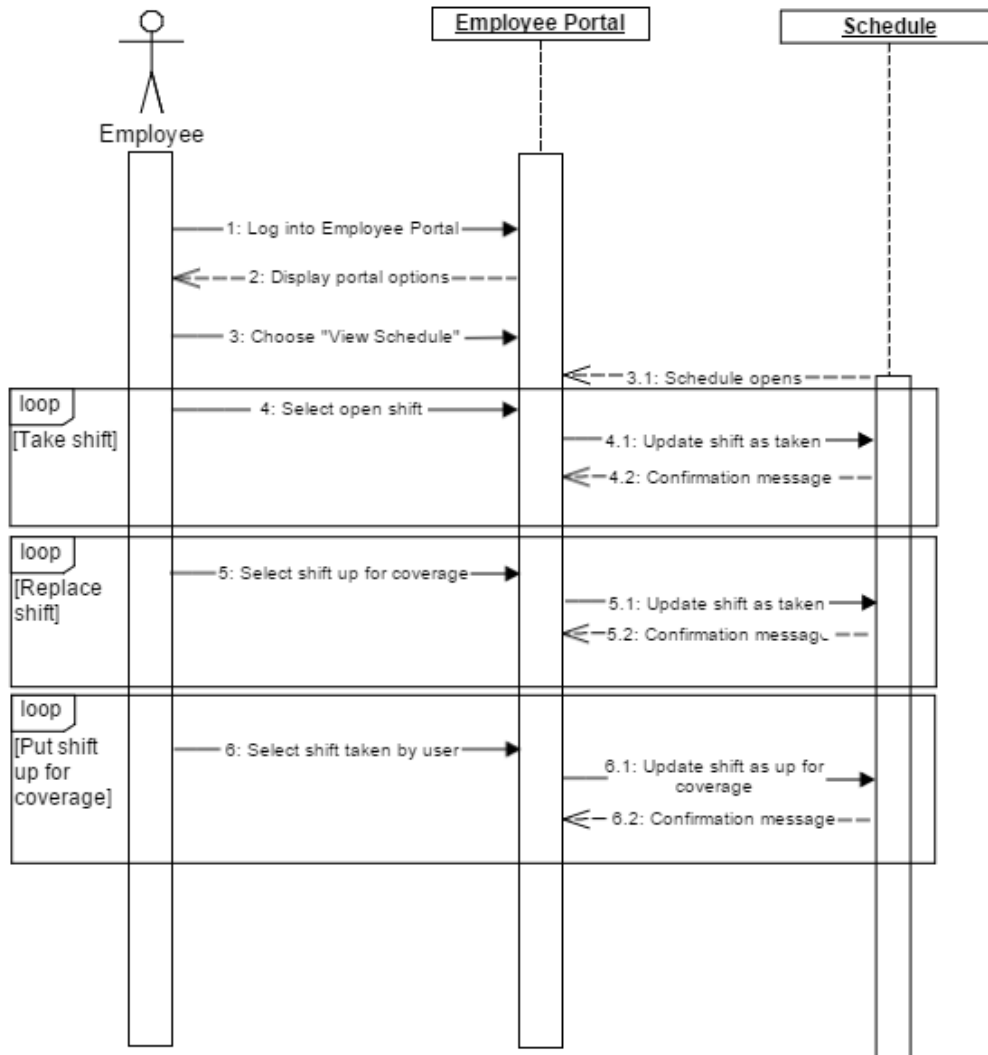 Employee Portal
Schedule
Employee
1: Log into Employee Portal
2: Display portal options
3: Choose "View Schedule"
3.1: Schedule opens
loop
[Take shift]
4: Select open shift
4.1: Update shift as taken
4.2: Confirmation message
loop
[Replace
shift]
5: Select shift up for coverage
5.1: Update shift as taken
5.2: Confirmation message
loop
[Put shift
up for
coverage]
6: Select shift taken by user
6.1: Update shift as up for
coverage
6.2: Confirmation message